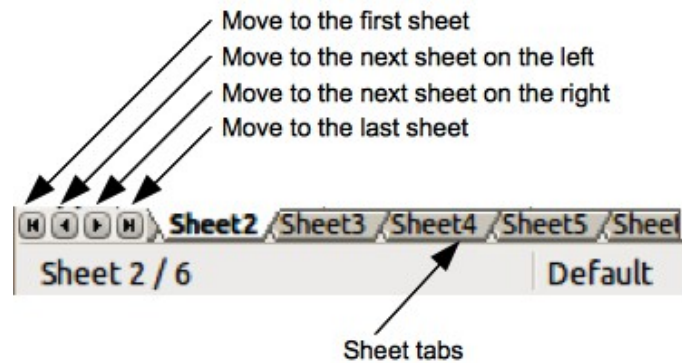 Move to the first sheet
Move to the next sheet on the left
Move to the next sheet on the right
Move to the last sheet
Sheet2 Sheet3 Sheet4 Sheet5 Sheet
Sheet 2 / 6 Default
Sheet tabs